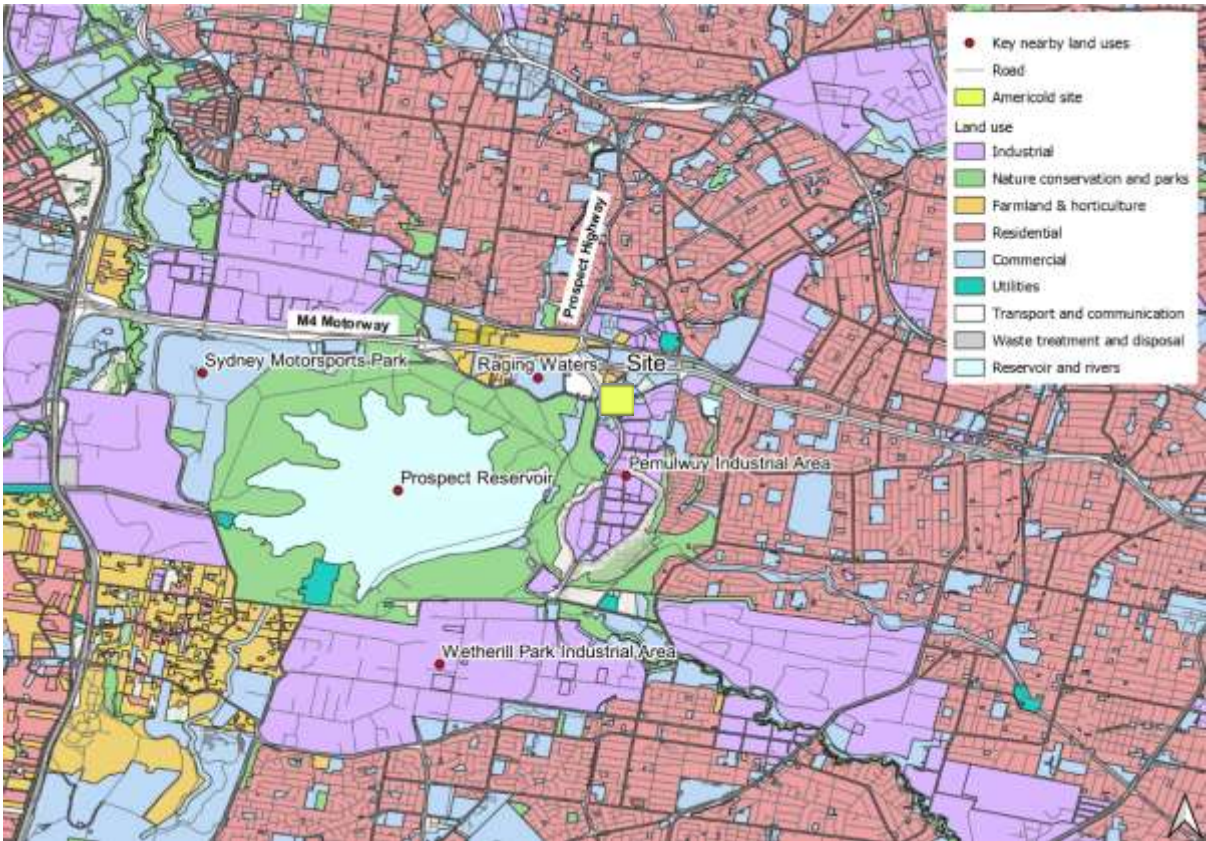 Key nearby land uses
Road
Americold site
Land use
Industrial
Nature conservation and parks
Farmland & horticulture
Residential
Commercial
Utilities
Transport and communication
Waste treatment and disposal
Reservoir and rivers
Prospect Highway
M4 Motorway
Sydney Motorsports Park
Raging Waters
Site
Prospect Reservoir
Pemulwuy Industrial Area
Wetherill Park Industrial Area